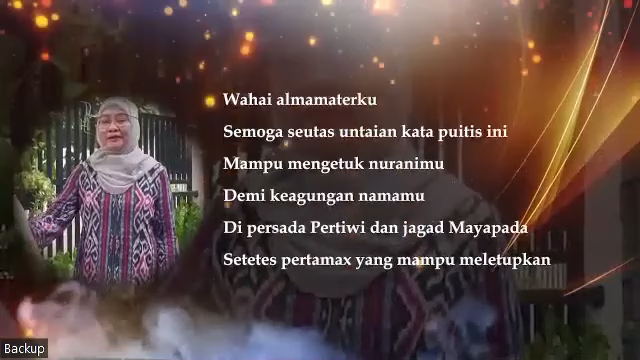 Wahai almamaterku
Semoga seutas untaian kata puitis ini
Mampu mengetuk nuranimu
Demi keagungan namamu
Di persada Pertiwi dan jagad Mayapada
Setetes pertamax yang mampu meletupkan
Backup